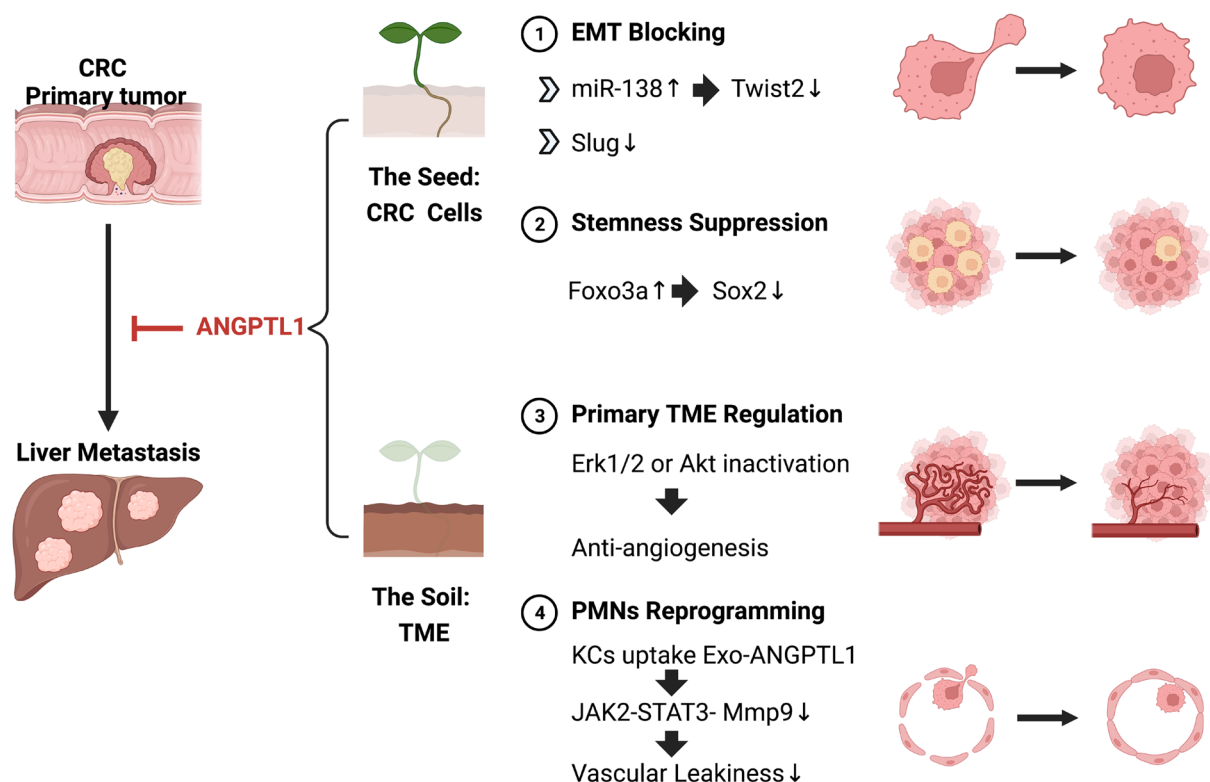 CRC
Primary tumor
ANGPTL1
Liver Metastasis
The Seed:
CRC Cells
The Soil:
TME
1 EMT Blocking
miR-138↑ Twist2↓
Slug↓
2 Stemness Suppression
Foxo3a↑ Sox2↓
3 Primary TME Regulation
Erk1/2 or Akt inactivation
Anti-angiogenesis
4 PMNs Reprogramming
KCs uptake Exo-ANGPTL1
JAK2-STAT3- Mmp9↓
Vascular Leakiness↓